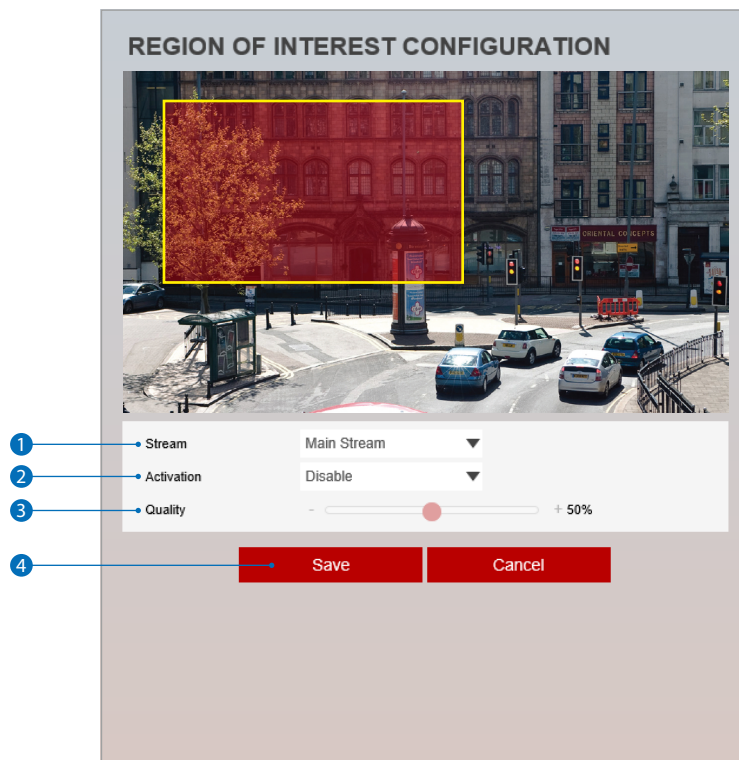 REGION OF INTEREST CONFIGURATION
ORIENTAL CONCEPTS
1 Stream Main Stream
2 Activation Disable
3 Quality - + 50%
4 Save Cancel